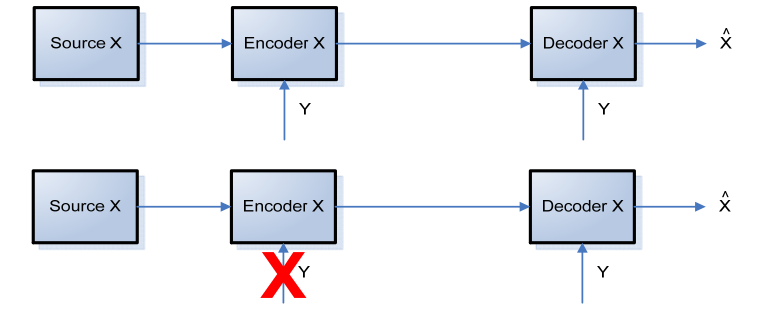 Source X Encoder X Decoder X X̂
Y Y
Source X Encoder X Decoder X X̂
X Y Y